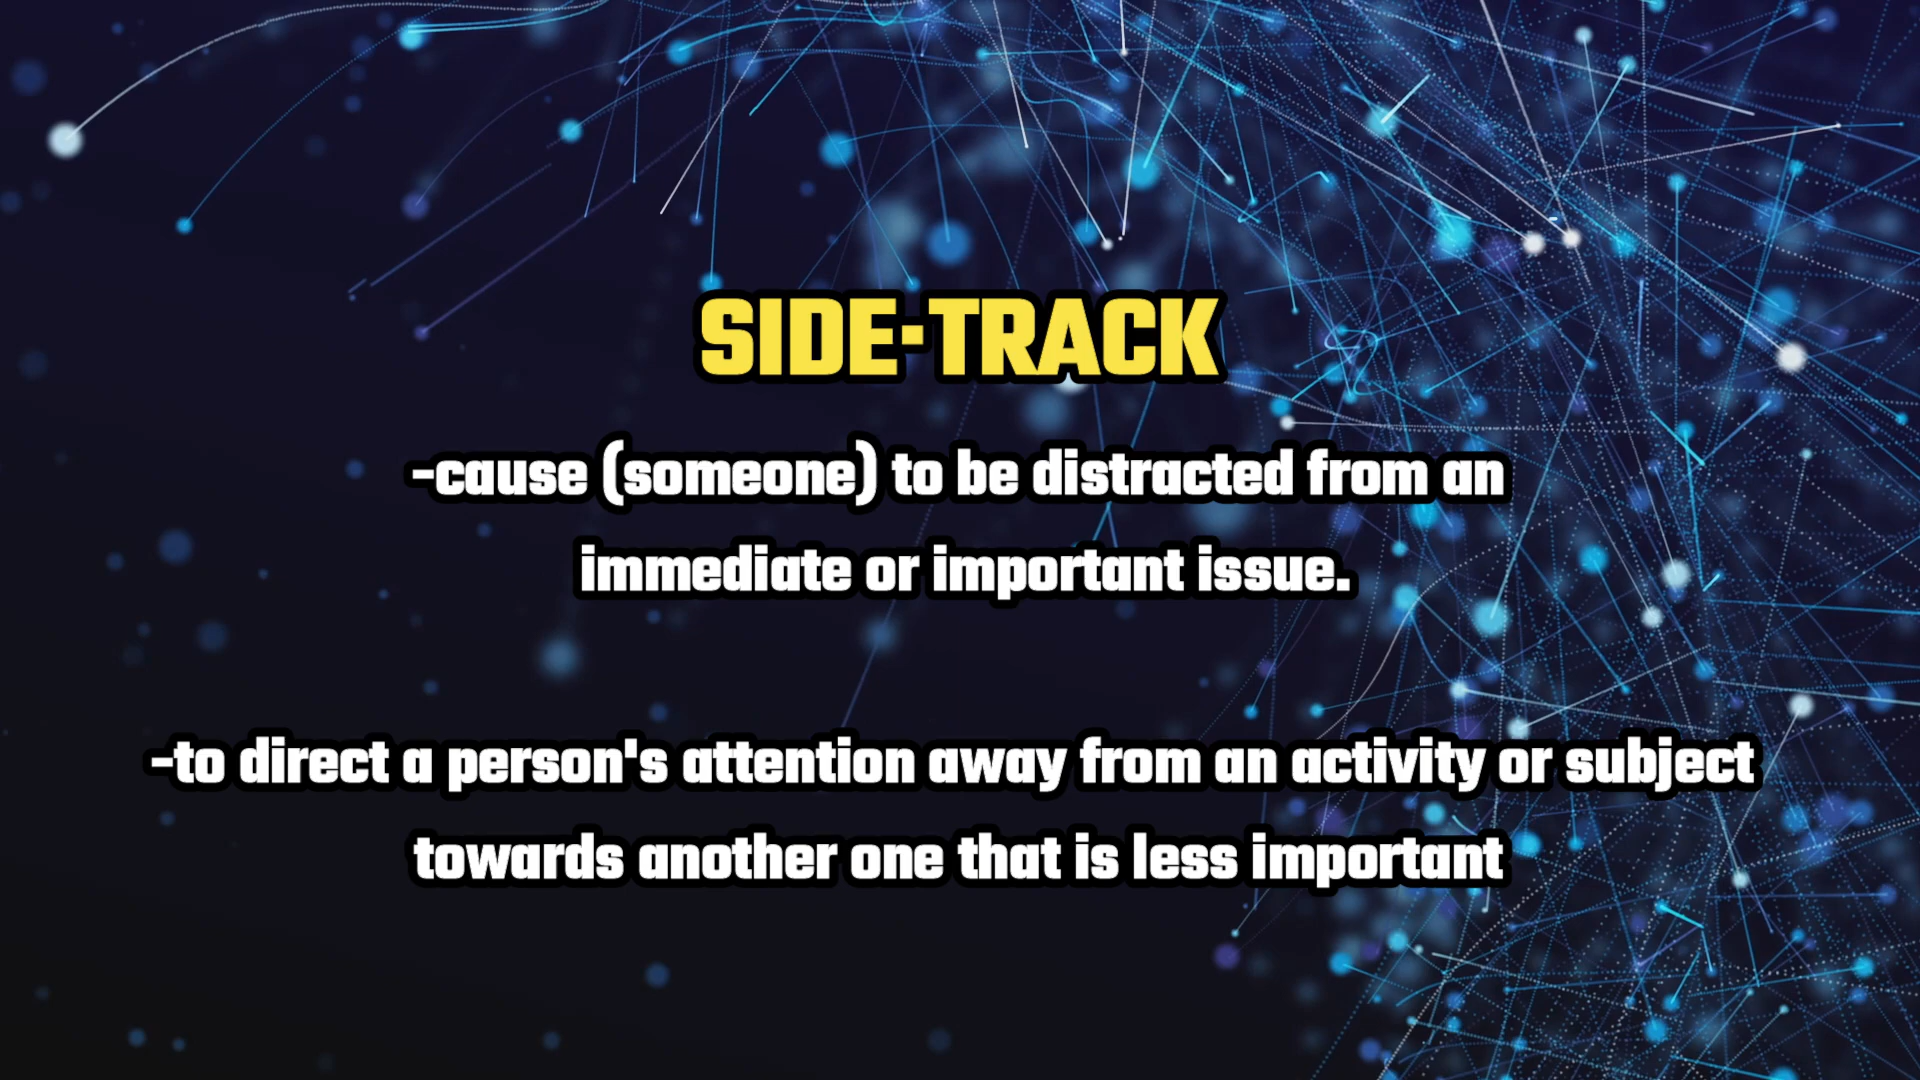 SIDE·TRACK
-cause (someone) to be distracted from an
immediate or important issue.
-to direct a person's attention away from an activity or subject
towards another one that is less important